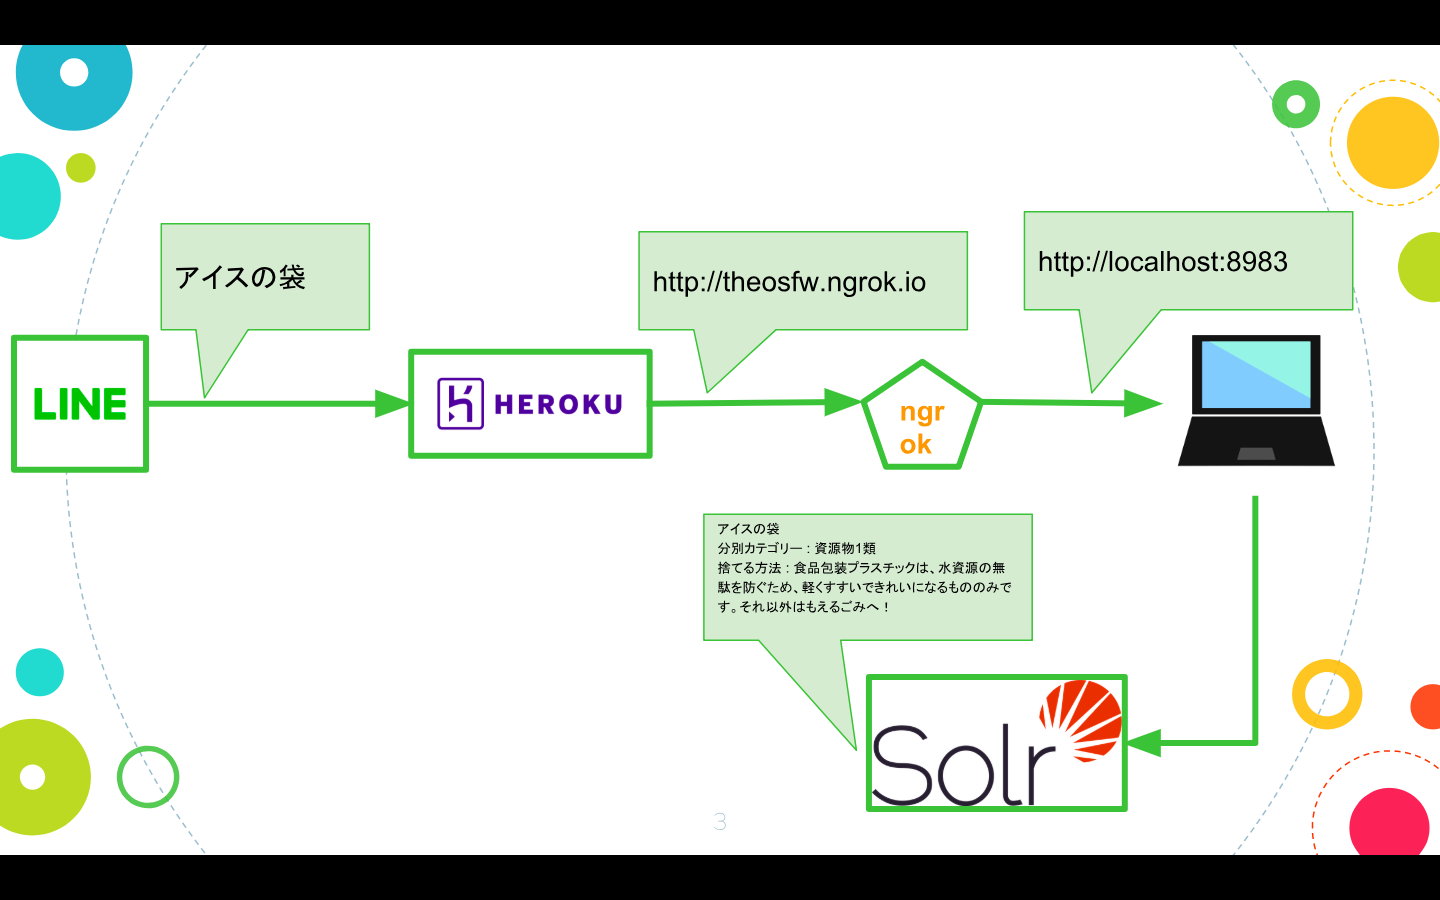 アイスの袋
http://theosfw.ngrok.io
http://localhost:8983
LINE
HEROKU
ngr
ok
アイスの袋
分別カテゴリー : 資源物1類
捨てる方法 : 食品包装プラスチックは、水資源の無
駄を防ぐため、軽くすすいできれいになるもののみで
す。それ以外はもえるごみへ！
Solr
3